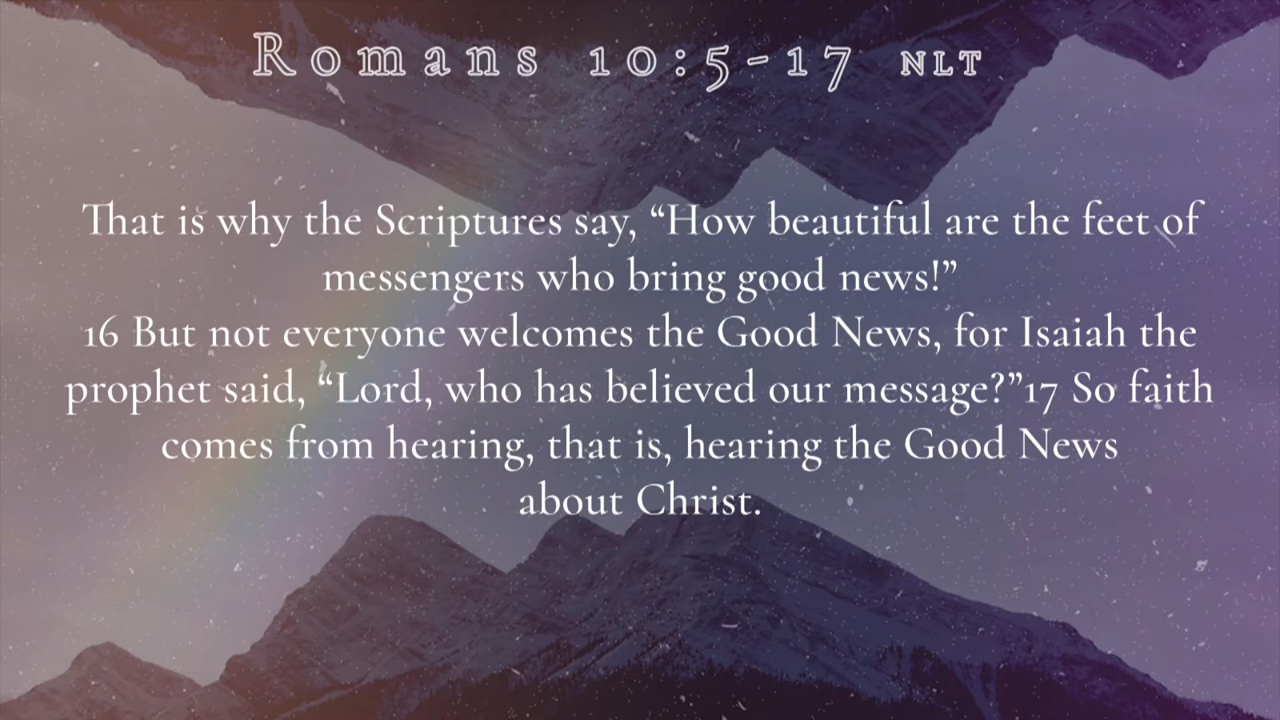 Romans 10:5-17 NLT
That is why the Scriptures say, “How beautiful are the feet of
messengers who bring good news!”
16 But not everyone welcomes the Good News, for Isaiah the
prophet said, “Lord, who has believed our message?”17 So faith
comes from hearing, that is, hearing the Good News
about Christ.